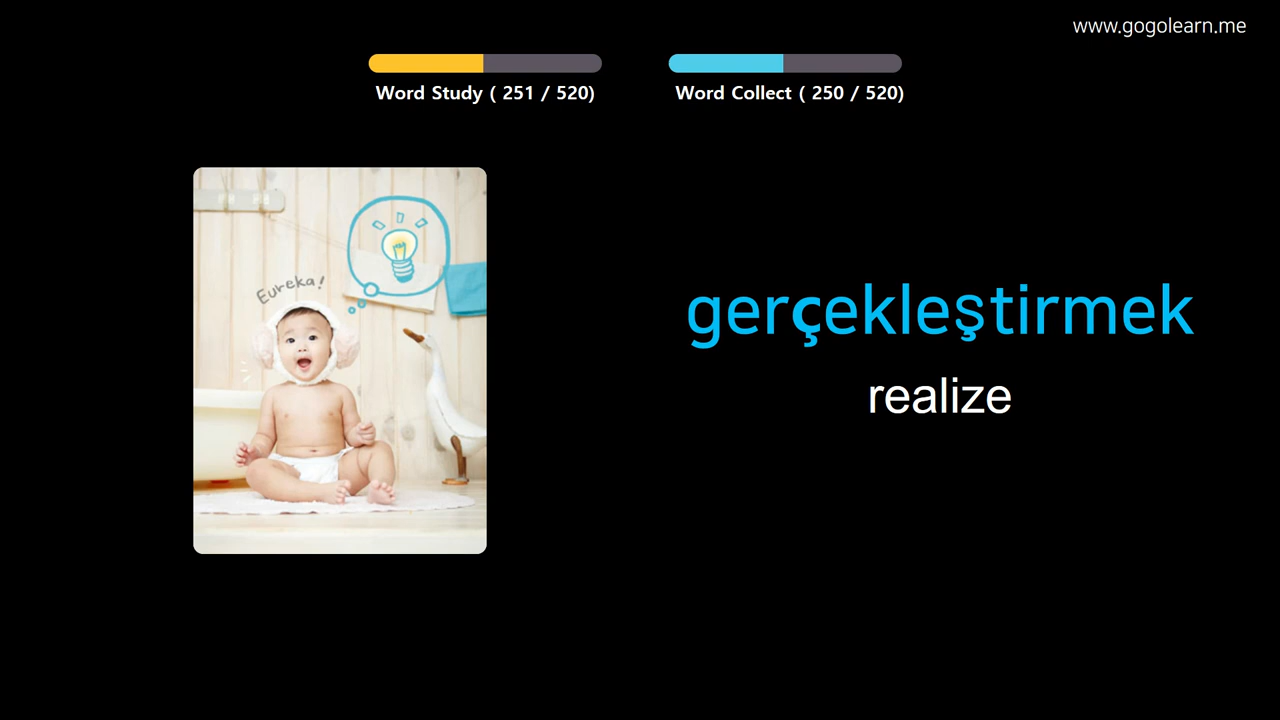 www.gogolearn.me
Word Study ( 251 / 520)
Word Collect ( 250 / 520)
Eureka!
gerçekleştirmek
realize